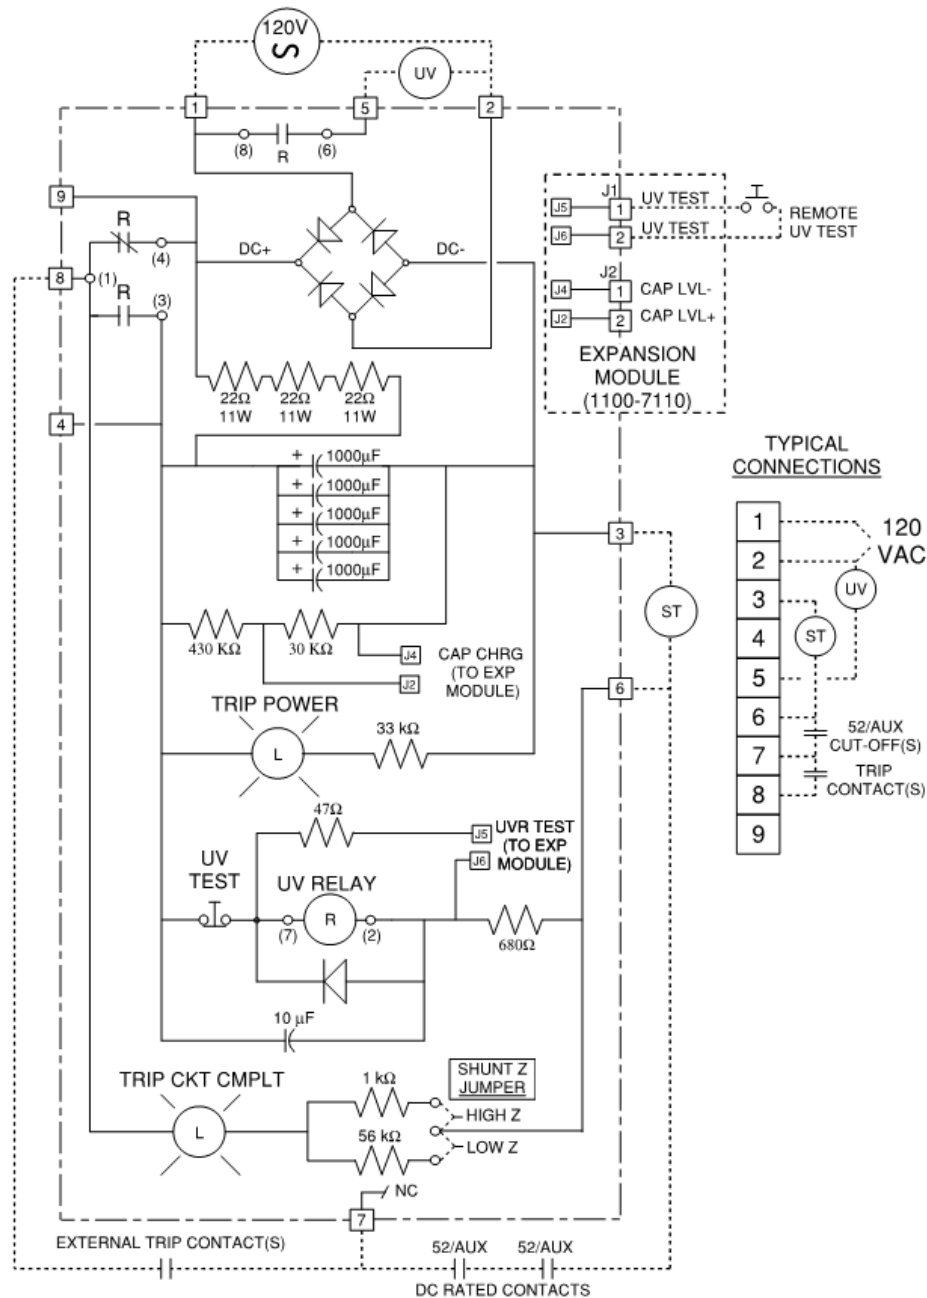 120V
UV
1
5
2
(8)
R
(6)
9
R
(4)
8
(1)
R
(3)
DC+
DC-
J1
J5
1
UV TEST
J6
2
UV TEST
REMOTE
UV TEST
J2
J4
1
CAP LVL-
J2
2
CAP LVL+
EXPANSION
MODULE
(1100-7110)
22Ω
11W
22Ω
11W
22Ω
11W
4
+ 1000µF
+ 1000µF
+ 1000µF
+ 1000µF
+ 1000µF
3
ST
430 KΩ
30 KΩ
J4
J2
CAP CHRG
(TO EXP
MODULE)
6
TRIP POWER
L
33 kΩ
47Ω
J5
J6
UVR TEST
(TO EXP
MODULE)
UV
TEST
UV RELAY
(7)
R
(2)
680Ω
10 µF
TRIP CKT CMPLT
L
1 kΩ
56 kΩ
SHUNT Z
JUMPER
HIGH Z
LOW Z
NC
7
EXTERNAL TRIP CONTACT(S)
52/AUX
52/AUX
DC RATED CONTACTS
TYPICAL
CONNECTIONS
1
2
3
4
5
6
7
8
9
120
VAC
UV
ST
52/AUX
CUT-OFF(S)
TRIP
CONTACT(S)